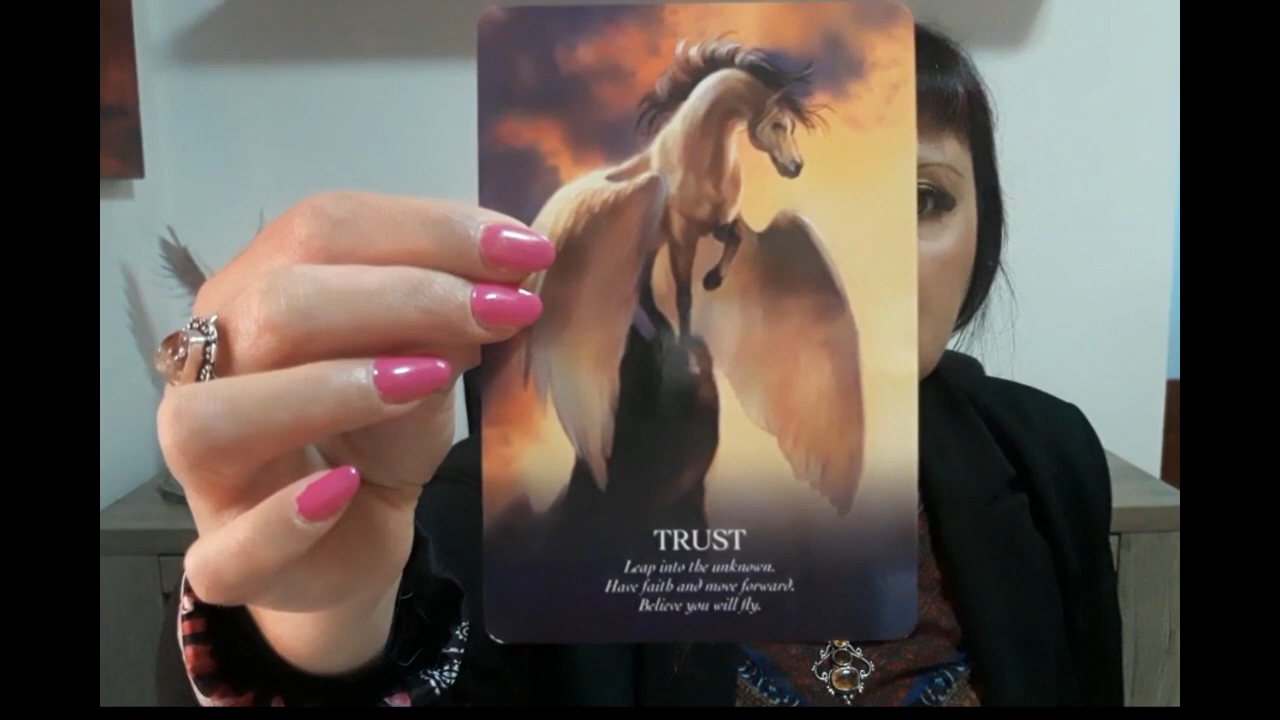 TRUST
Leap into the unknown.
Have faith and move forward.
Believe you will fly.